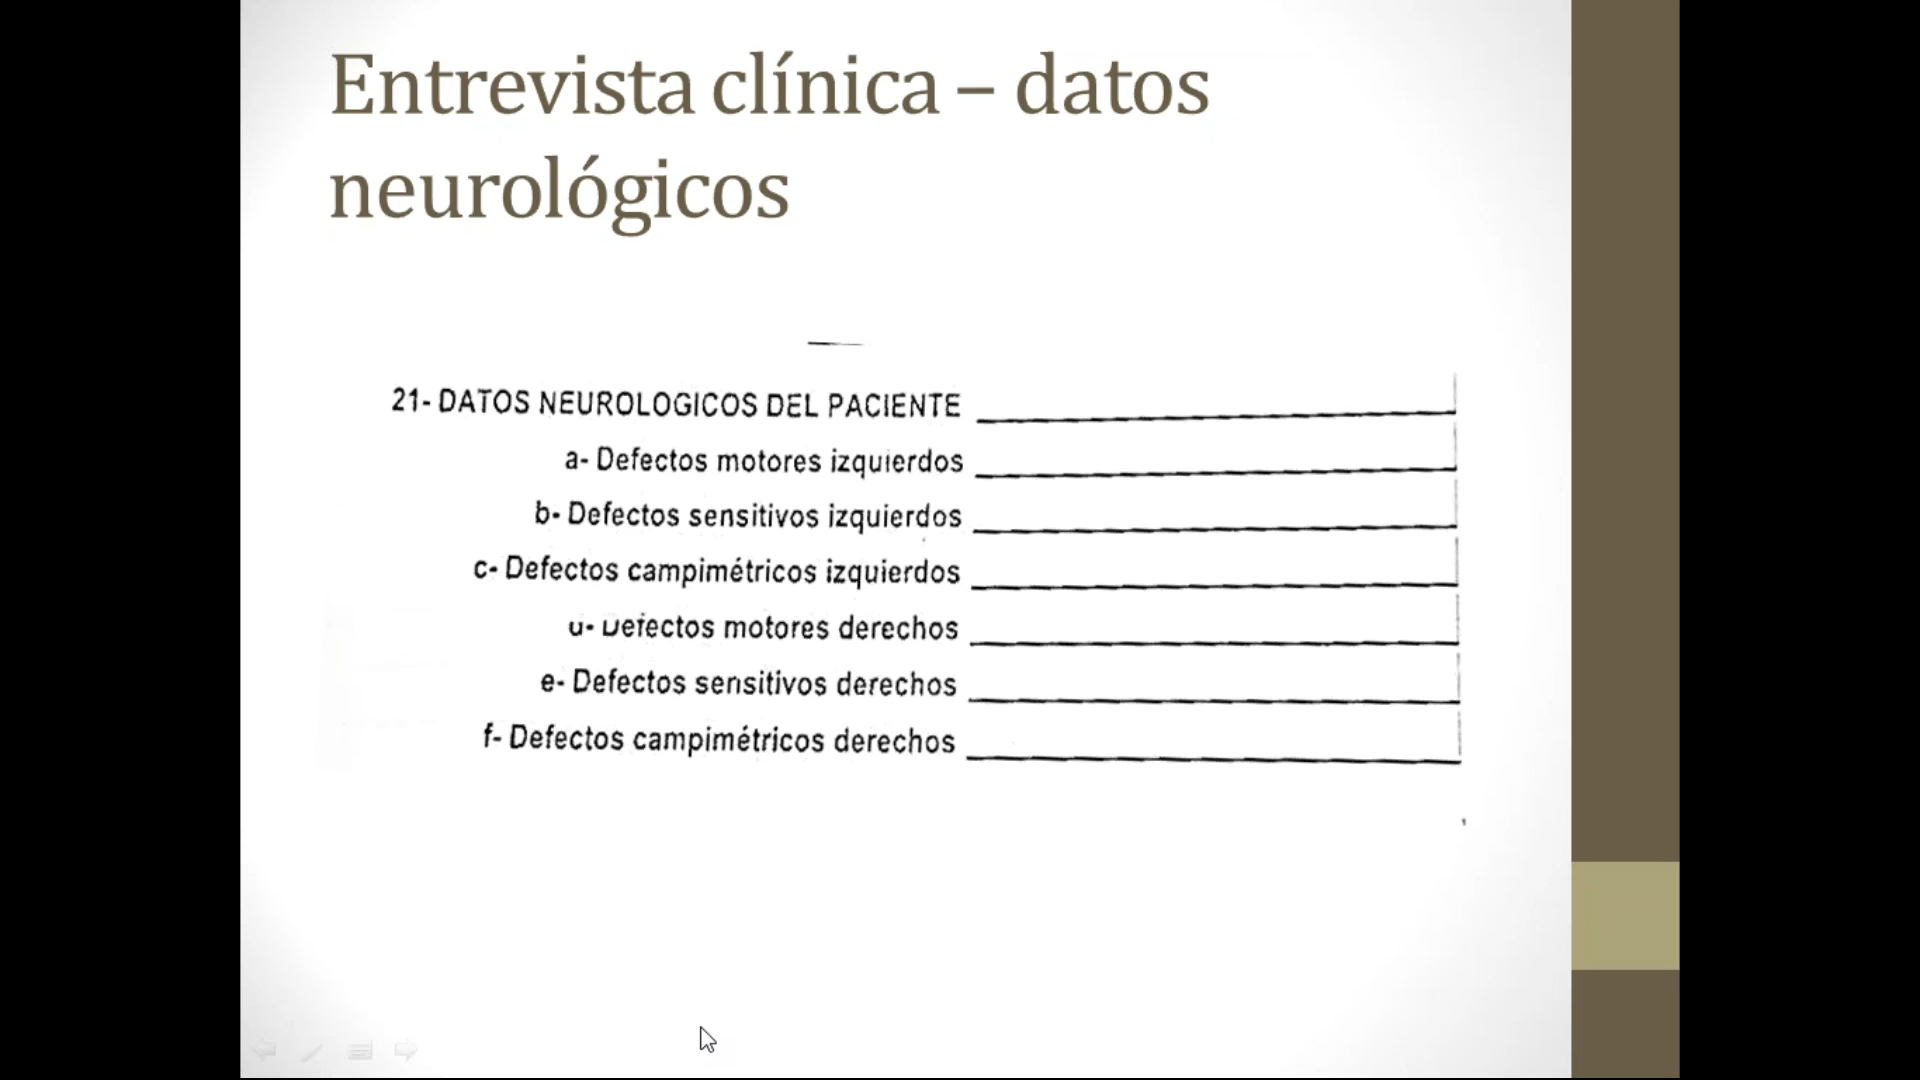 Entrevista clínica – datos
neurológicos
21- DATOS NEUROLOGICOS DEL PACIENTE
a- Defectos motores izquierdos
b- Defectos sensitivos izquierdos
c- Defectos campimétricos izquierdos
d- Defectos motores derechos
e- Defectos sensitivos derechos
f- Defectos campimétricos derechos